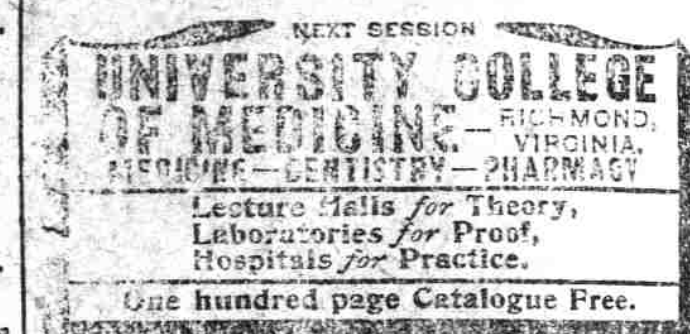 NEXT SESSION
UNIVERSITY COLLEGE
OF MEDICINE— RICHMOND,
VIRGINIA,
MEDICINE—DENTISTRY—PHARMACY
Lecture Halls for Theory,
Laboratories for Proof,
Hospitals for Practice.
One hundred page Catalogue Free.